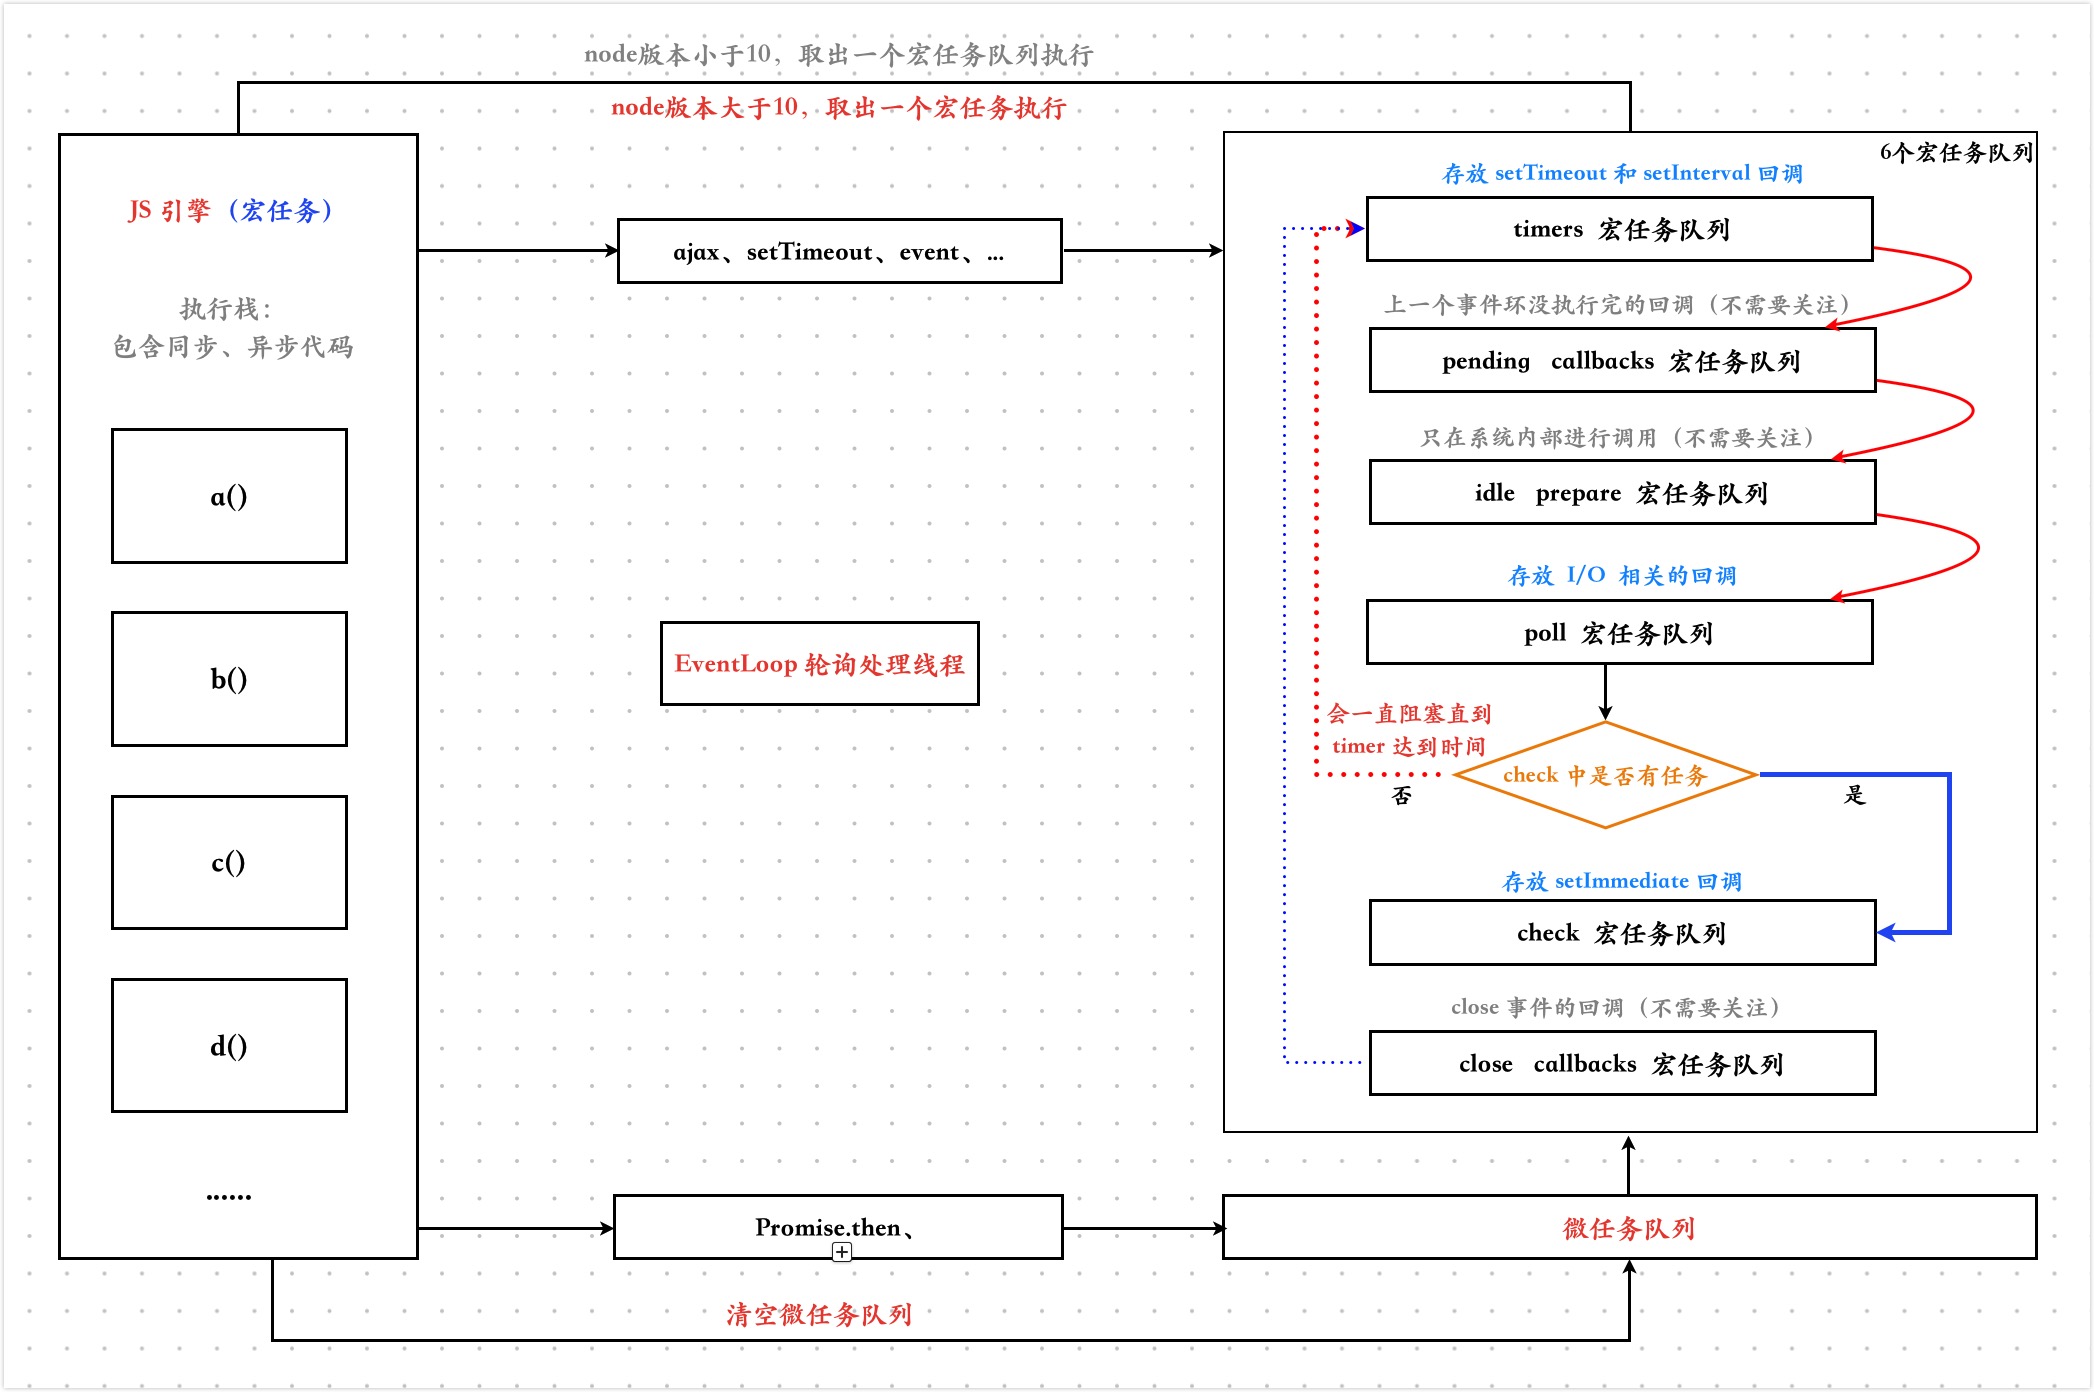 node版本小于10，取出一个宏任务队列执行
node版本大于10，取出一个宏任务执行
JS 引擎（宏任务）
执行栈：
包含同步、异步代码
a()
b()
c()
d()
······
ajax、setTimeout、event、...
EventLoop 轮询处理线程
Promise.then、
清空微任务队列
6个宏任务队列
存放 setTimeout 和 setInterval 回调
timers 宏任务队列
上一个事件环没执行完的回调（不需要关注）
pending callbacks 宏任务队列
只在系统内部进行调用（不需要关注）
idle prepare 宏任务队列
存放 I/O 相关的回调
poll 宏任务队列
会一直阻塞直到
timer 达到时间
check 中是否有任务
否
是
存放 setImmediate 回调
check 宏任务队列
close 事件的回调（不需要关注）
close callbacks 宏任务队列
微任务队列